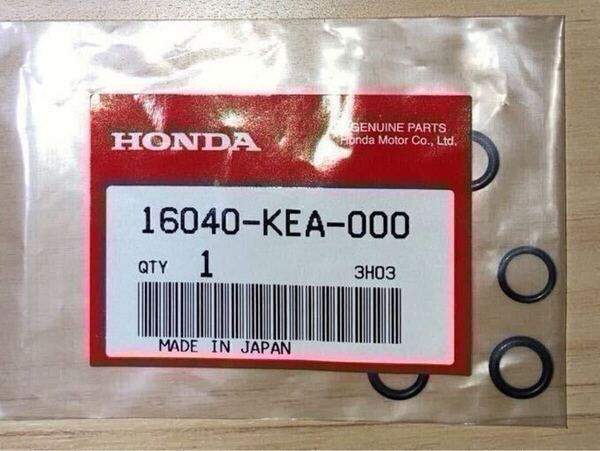 HONDA
GENUINE PARTS
Honda Motor Co., Ltd.
16040-KEA-000
QTY 1 3H03
MADE IN JAPAN